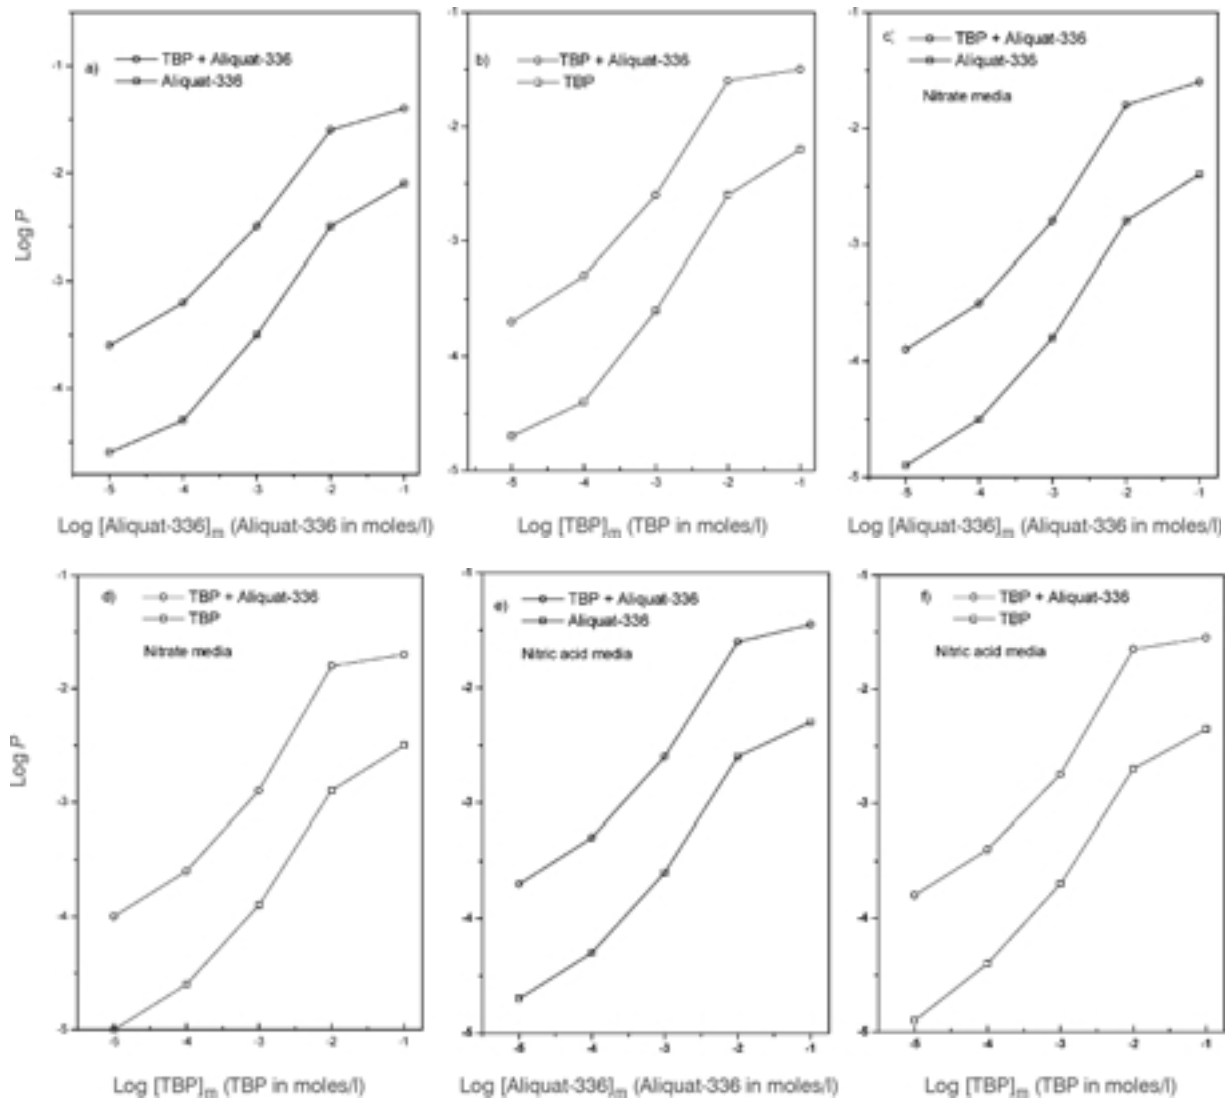 a)
TBP + Aliquat-336
Aliquat-336
-1
-2
-3
-4
Log P
-5 -4 -3 -2 -1
Log [Aliquat-336]m (Aliquat-336 in moles/l)
b)
TBP + Aliquat-336
TBP
-1
-2
-3
-4
-5
-5 -4 -3 -2 -1
Log [TBP]m (TBP in moles/l)
c)
TBP + Aliquat-336
Aliquat-336
Nitrate media
-1
-2
-3
-4
-5
-5 -4 -3 -2 -1
Log [Aliquat-336]m (Aliquat-336 in moles/l)
d)
TBP + Aliquat-336
TBP
Nitrate media
-1
-2
-3
-4
-5
Log P
-5 -4 -3 -2 -1
Log [TBP]m (TBP in moles/l)
e)
TBP + Aliquat-336
Aliquat-336
Nitric acid media
-1
-2
-3
-4
-5
-5 -4 -3 -2 -1
Log [Aliquat-336]m (Aliquat-336 in moles/l)
f)
TBP + Aliquat-336
TBP
Nitric acid media
-1
-2
-3
-4
-5
-5 -4 -3 -2 -1
Log [TBP]m (TBP in moles/l)